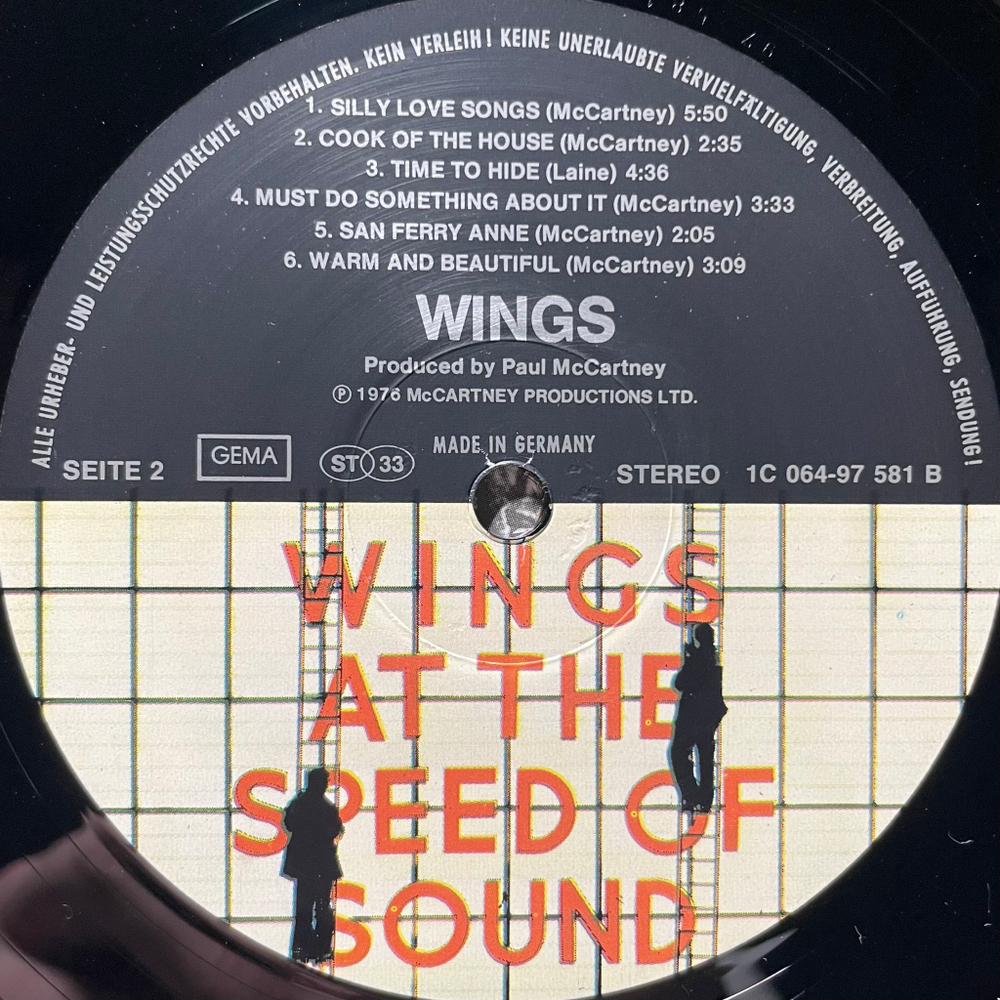 ALLE URHEBER- UND LEISTUNGSSCHUTZRECHTE VORBEHALTEN. KEIN VERLEIH! KEINE UNERLAUBTE VERVIELFÄLTIGUNG, VERBREITUNG, AUFFÜHRUNG, SENDUNG!
1. SILLY LOVE SONGS (McCartney) 5:50
2. COOK OF THE HOUSE (McCartney) 2:35
3. TIME TO HIDE (Laine) 4:36
4. MUST DO SOMETHING ABOUT IT (McCartney) 3:33
5. SAN FERRY ANNE (McCartney) 2:05
6. WARM AND BEAUTIFUL (McCartney) 3:09
WINGS
Produced by Paul McCartney
℗ 1976 McCARTNEY PRODUCTIONS LTD.
MADE IN GERMANY
SEITE 2 GEMA ST 33 STEREO 1C 064-97 581 B
WINGS
AT THE
SPEED OF
SOUND